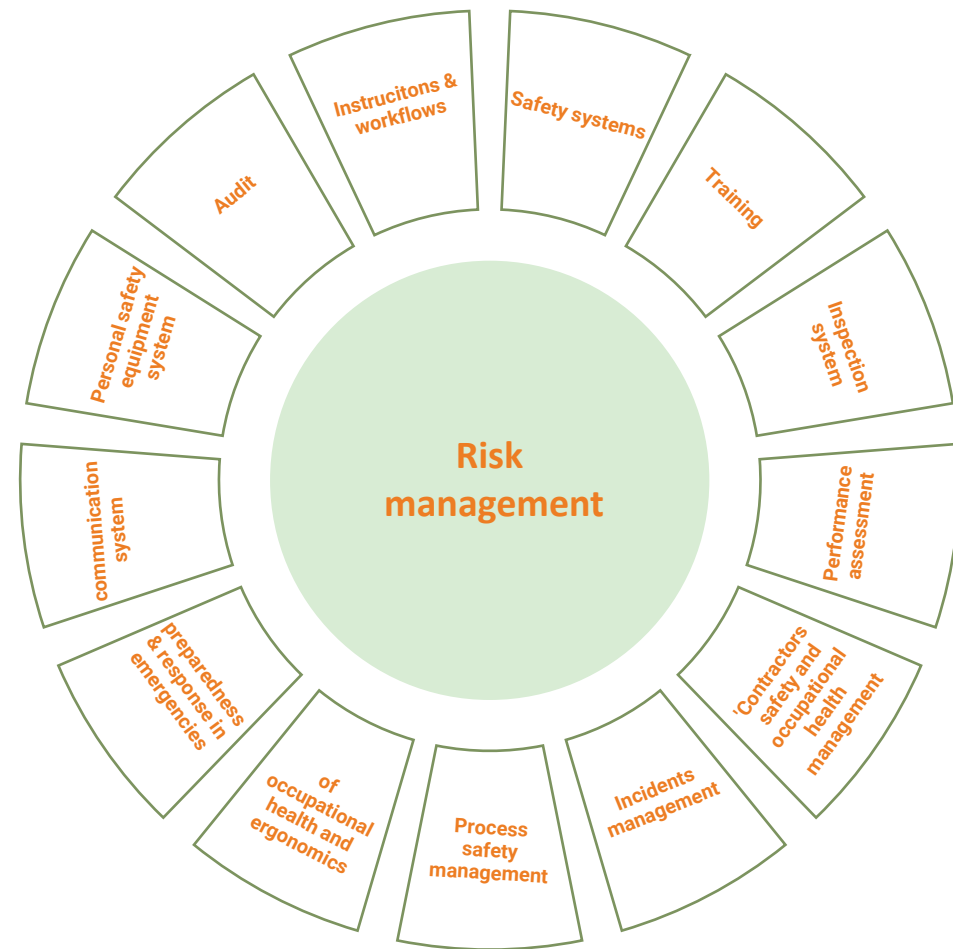 Risk
management
Safety systems
Training
Inspection
system
Performance
assessment
'Contractors
safety and
occupational
health
management
Incidents
management
Process
safety
management
of
occupational
health and
ergonomics
preparedness
& response in
emergencies
communication
system
Personal safety
equipment
system
Audit
Instrucitons &
workflows